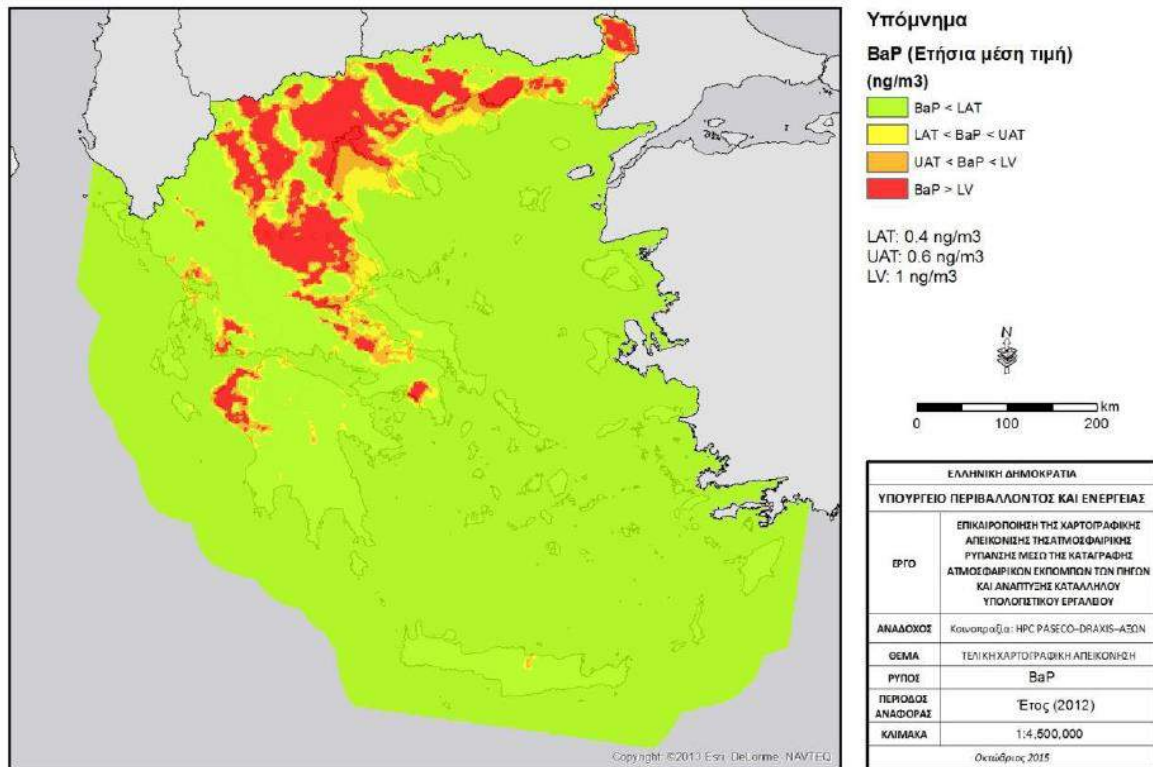 Υπόμνημα
BaP (Ετήσια μέση τιμή)
(ng/m3)
BaP < LAT
LAT < BaP < UAT
UAT < BaP < LV
BaP > LV
LAT: 0.4 ng/m3
UAT: 0.6 ng/m3
LV: 1 ng/m3
N
km
0 100 200
ΕΛΛΗΝΙΚΗ ΔΗΜΟΚΡΑΤΙΑ
ΥΠΟΥΡΓΕΙΟ ΠΕΡΙΒΑΛΛΟΝΤΟΣ ΚΑΙ ΕΝΕΡΓΕΙΑΣ
ΕΡΓΟ
ΕΠΙΚΑΙΡΟΠΟΙΗΣΗ ΤΗΣ ΧΑΡΤΟΓΡΑΦΙΚΗΣ
ΑΠΕΙΚΟΝΙΣΗΣ ΤΗΣΑΤΜΟΣΦΑΙΡΙΚΗΣ
ΡΥΠΑΝΣΗΣ ΜΕΣΩ ΤΗΣ ΚΑΤΑΓΡΑΦΗΣ
ΑΤΜΟΣΦΑΙΡΙΚΩΝ ΕΚΠΟΜΠΩΝ ΤΩΝ ΠΗΓΩΝ
ΚΑΙ ΑΝΑΠΤΥΞΗΣ ΚΑΤΑΛΛΗΛΟΥ
ΥΠΟΛΟΓΙΣΤΙΚΟΥ ΕΡΓΑΛΕΙΟΥ
ΑΝΑΔΟΧΟΣ Κοινοπραξία: HPC PASECO–DRAXIS–ΑΞΩΝ
ΘΕΜΑ ΤΕΛΙΚΗ ΧΑΡΤΟΓΡΑΦΙΚΗ ΑΠΕΙΚΟΝΗΣΗ
ΡΥΠΟΣ BaP
ΠΕΡΙΟΔΟΣ
ΑΝΑΦΟΡΑΣ
Έτος (2012)
ΚΛΙΜΑΚΑ 1:4,500,000
Οκτώβριος 2015
Copyright: ©2013 Esri, DeLorme, NAVTEQ